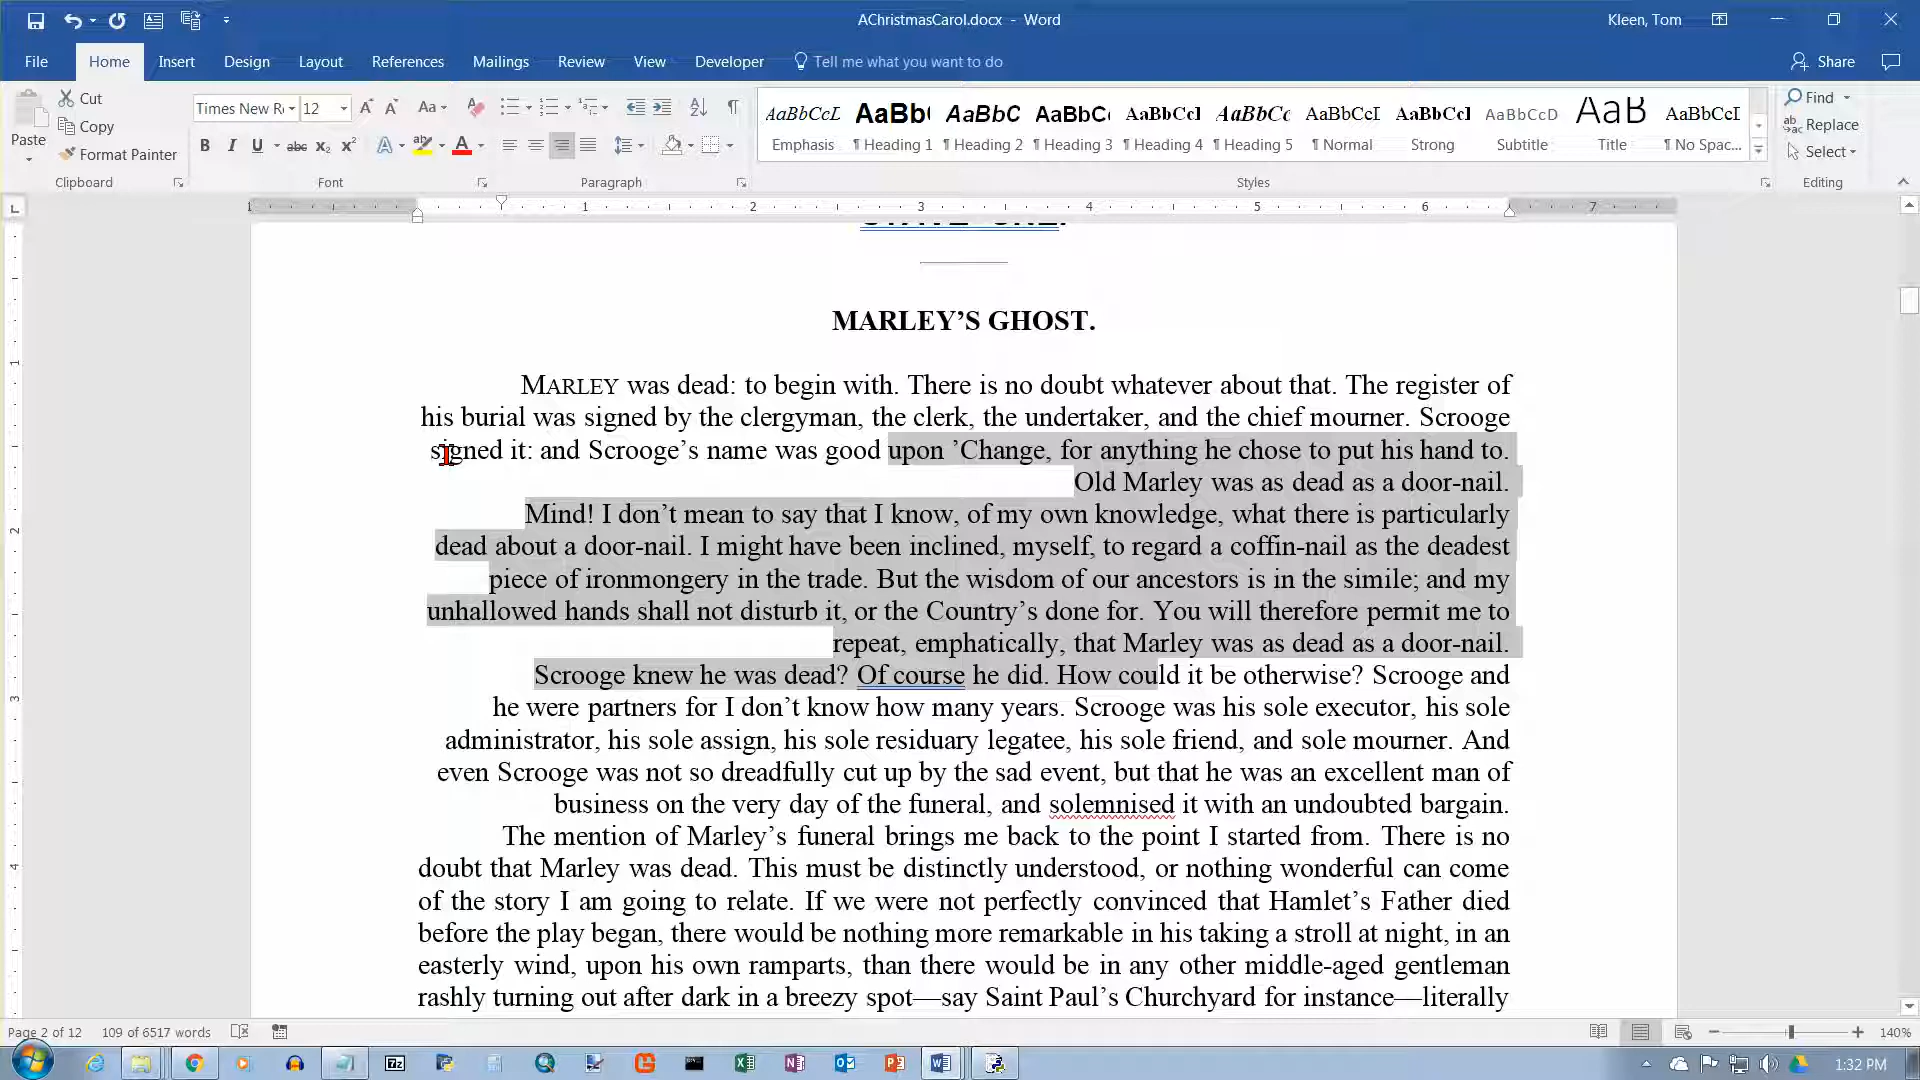 AChristmasCarol.docx - Word
Kleen, Tom
File Home Insert Design Layout References Mailings Review View Developer Tell me what you want to do Share
Cut
Copy
Format Painter
Paste
Clipboard
Times New R 12 Aa
B I U abc x₂ x² A ab A
Font
Paragraph
AaBbCcL AaBb( AaBbC AaBbC( AaBbCcI AaBbCc AaBbCcI AaBbCcI AaBbCcD AaB AaBbCcI
Emphasis ¶ Heading 1 ¶ Heading 2 ¶ Heading 3 ¶ Heading 4 ¶ Heading 5 ¶ Normal Strong Subtitle Title ¶ No Spac...
Styles
Find
Replace
Select
Editing
1 2 3 4 5 6 7
MARLEY’S GHOST.
MARLEY was dead: to begin with. There is no doubt whatever about that. The register of
his burial was signed by the clergyman, the clerk, the undertaker, and the chief mourner. Scrooge
signed it: and Scrooge’s name was good upon ’Change, for anything he chose to put his hand to.
Old Marley was as dead as a door-nail.
Mind! I don’t mean to say that I know, of my own knowledge, what there is particularly
dead about a door-nail. I might have been inclined, myself, to regard a coffin-nail as the deadest
piece of ironmongery in the trade. But the wisdom of our ancestors is in the simile; and my
unhallowed hands shall not disturb it, or the Country’s done for. You will therefore permit me to
repeat, emphatically, that Marley was as dead as a door-nail.
Scrooge knew he was dead? Of course he did. How could it be otherwise? Scrooge and
he were partners for I don’t know how many years. Scrooge was his sole executor, his sole
administrator, his sole assign, his sole residuary legatee, his sole friend, and sole mourner. And
even Scrooge was not so dreadfully cut up by the sad event, but that he was an excellent man of
business on the very day of the funeral, and solemnised it with an undoubted bargain.
The mention of Marley’s funeral brings me back to the point I started from. There is no
doubt that Marley was dead. This must be distinctly understood, or nothing wonderful can come
of the story I am going to relate. If we were not perfectly convinced that Hamlet’s Father died
before the play began, there would be nothing more remarkable in his taking a stroll at night, in an
easterly wind, upon his own ramparts, than there would be in any other middle-aged gentleman
rashly turning out after dark in a breezy spot—say Saint Paul’s Churchyard for instance—literally
1
2
3
4
Page 2 of 12 109 of 6517 words 140%
1:32 PM